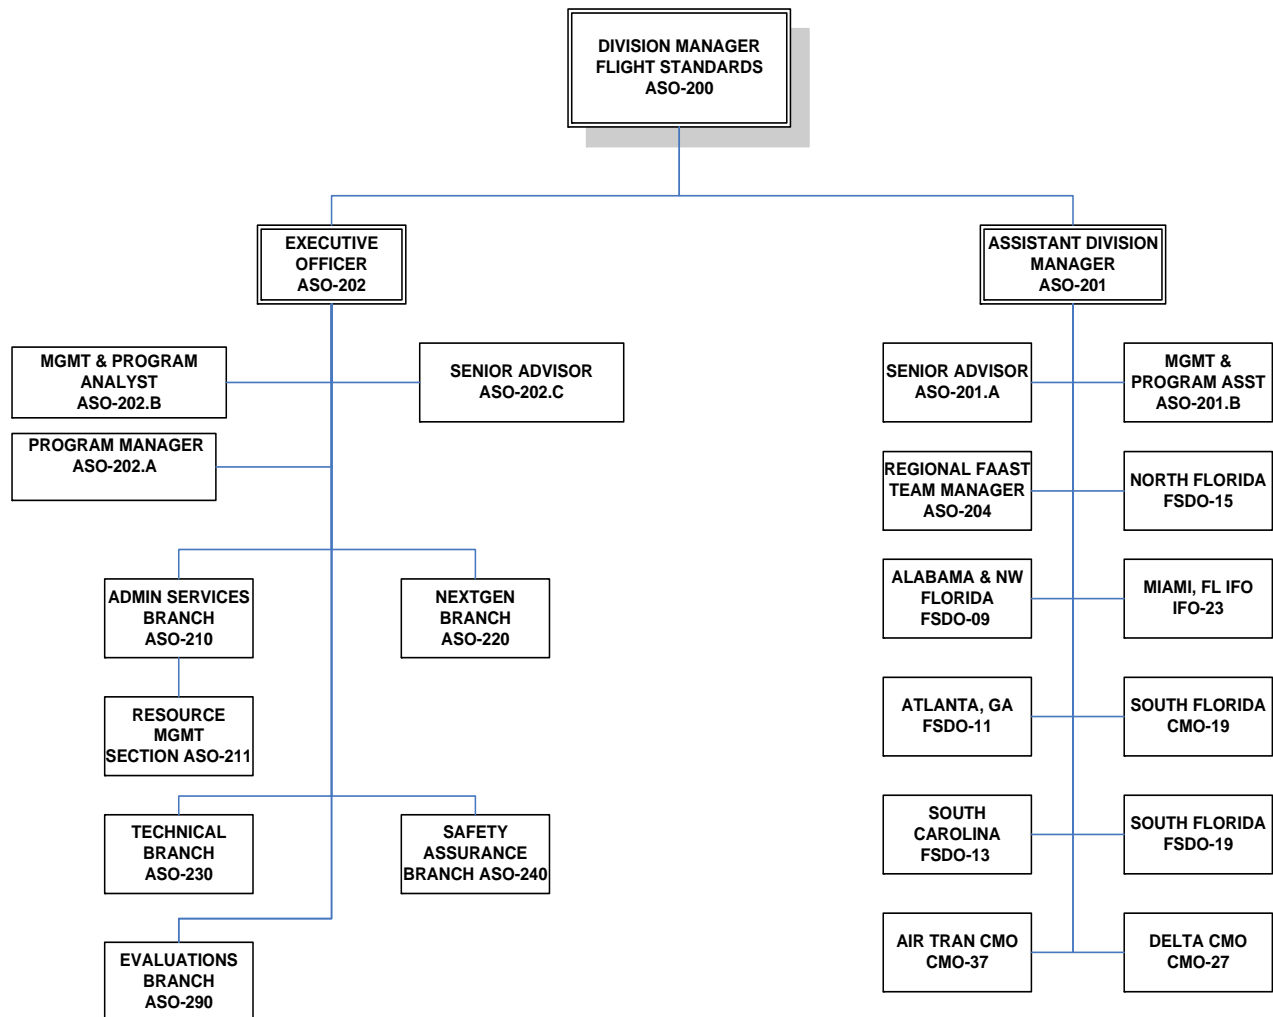 DIVISION MANAGER
FLIGHT STANDARDS
ASO-200
EXECUTIVE
OFFICER
ASO-202
ASSISTANT DIVISION
MANAGER
ASO-201
MGMT & PROGRAM
ANALYST
ASO-202.B
SENIOR ADVISOR
ASO-202.C
SENIOR ADVISOR
ASO-201.A
MGMT &
PROGRAM ASST
ASO-201.B
PROGRAM MANAGER
ASO-202.A
REGIONAL FAAST
TEAM MANAGER
ASO-204
NORTH FLORIDA
FSDO-15
ADMIN SERVICES
BRANCH
ASO-210
NEXTGEN
BRANCH
ASO-220
ALABAMA & NW
FLORIDA
FSDO-09
MIAMI, FL IFO
IFO-23
RESOURCE
MGMT
SECTION ASO-211
ATLANTA, GA
FSDO-11
SOUTH FLORIDA
CMO-19
TECHNICAL
BRANCH
ASO-230
SAFETY
ASSURANCE
BRANCH ASO-240
SOUTH
CAROLINA
FSDO-13
SOUTH FLORIDA
FSDO-19
EVALUATIONS
BRANCH
ASO-290
AIR TRAN CMO
CMO-37
DELTA CMO
CMO-27